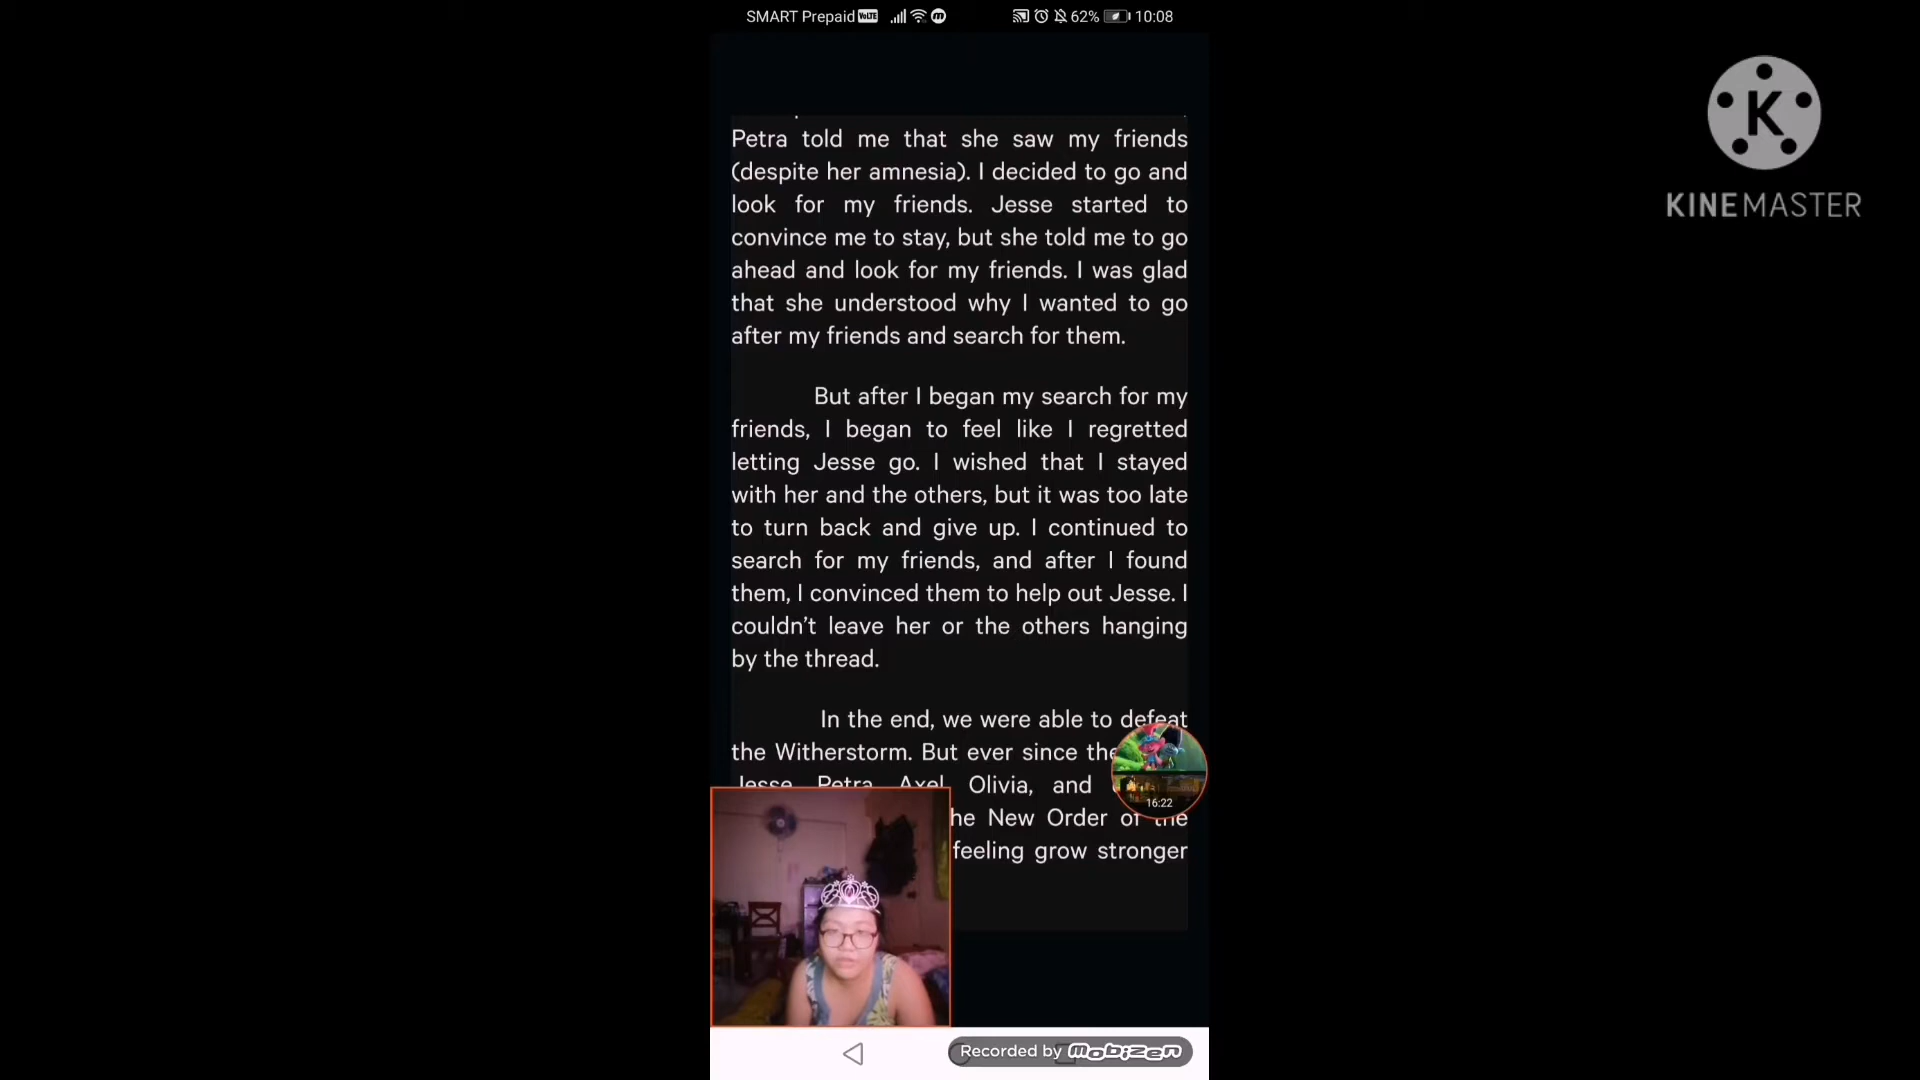 SMART Prepaid VoLTE 62% 10:08
K
KINEMASTER
Petra told me that she saw my friends
(despite her amnesia). I decided to go and
look for my friends. Jesse started to
convince me to stay, but she told me to go
ahead and look for my friends. I was glad
that she understood why I wanted to go
after my friends and search for them.
But after I began my search for my
friends, I began to feel like I regretted
letting Jesse go. I wished that I stayed
with her and the others, but it was too late
to turn back and give up. I continued to
search for my friends, and after I found
them, I convinced them to help out Jesse. I
couldn’t leave her or the others hanging
by the thread.
In the end, we were able to defeat
the Witherstorm. But ever since
Jesse, Petra, Axel, Olivia, and
16:22
the New Order of the
feeling grow stronger
Recorded by mobizen